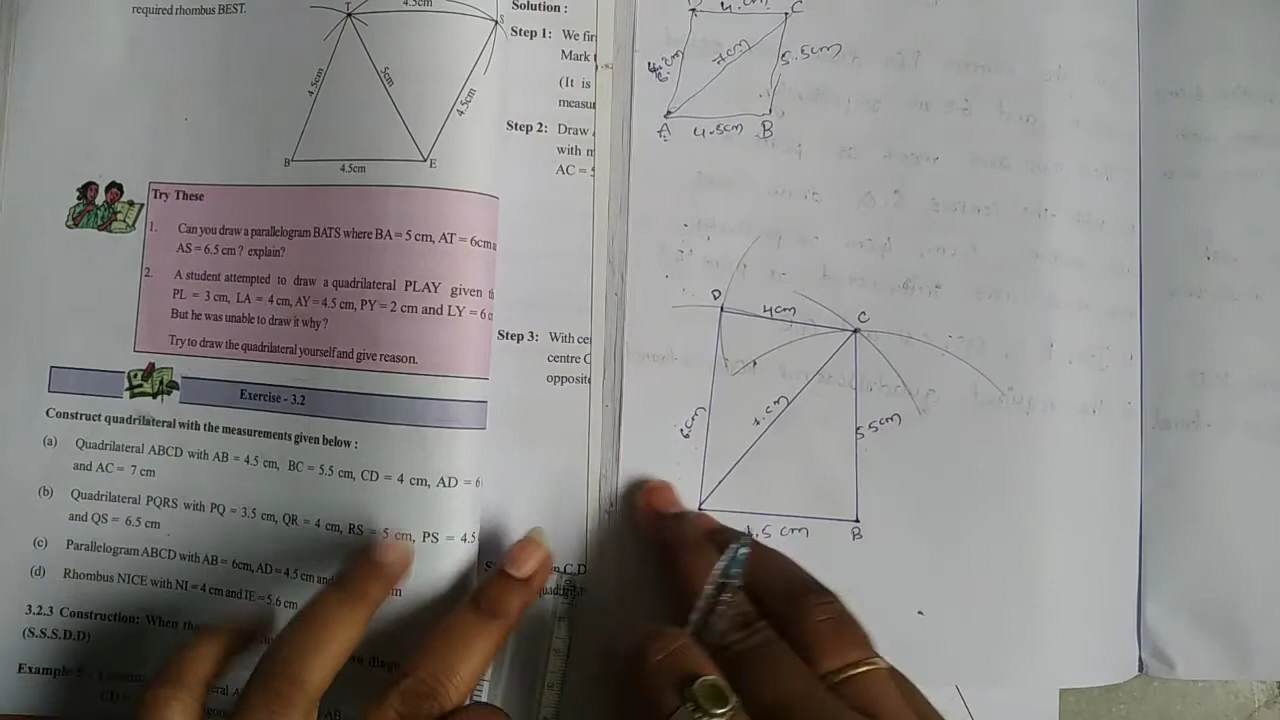 required rhombus BEST.
T
4.5cm
S
4.5cm
5cm
4.5cm
B
4.5cm
E
Try These
1. Can you draw a parallelogram BATS where BA = 5 cm, AT = 6cm
AS = 6.5 cm ? explain?
2. A student attempted to draw a quadrilateral PLAY given
PL = 3 cm, LA = 4 cm, AY = 4.5 cm, PY = 2 cm and LY = 6
But he was unable to draw it why?
Try to draw the quadrilateral yourself and give reason.
Exercise - 3.2
Construct quadrilateral with the measurements given below :
(a) Quadrilateral ABCD with AB = 4.5 cm, BC = 5.5 cm, CD = 4 cm, AD = 6
and AC = 7 cm
(b) Quadrilateral PQRS with PQ = 3.5 cm, QR = 4 cm, RS = 5 cm, PS = 4.5
and QS = 6.5 cm
(c) Parallelogram ABCD with AB = 6cm, AD = 4.5 cm and
(d) Rhombus NICE with NI = 4 cm and IE = 5.6 cm
3.2.3 Construction: When the
(S.S.S.D.D)
Example
Solution :
Step 1: We
Mark
(It is
Step 2: Draw
with
AC =
Step 3: With
centre C
C
7cm
5.5cm
A
4.5cm
B
D
4cm
C
6cm
7cm
5.5cm
.5 cm
B